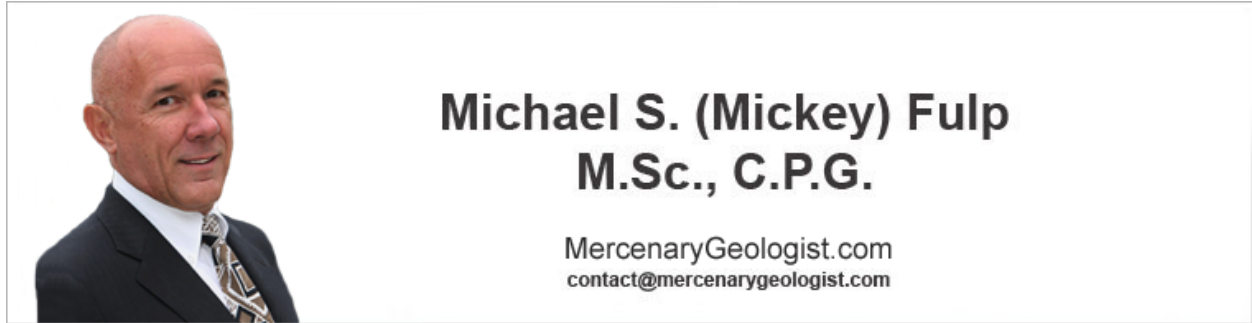 Michael S. (Mickey) Fulp
M.Sc., C.P.G.
MercenaryGeologist.com
contact@mercenarygeologist.com